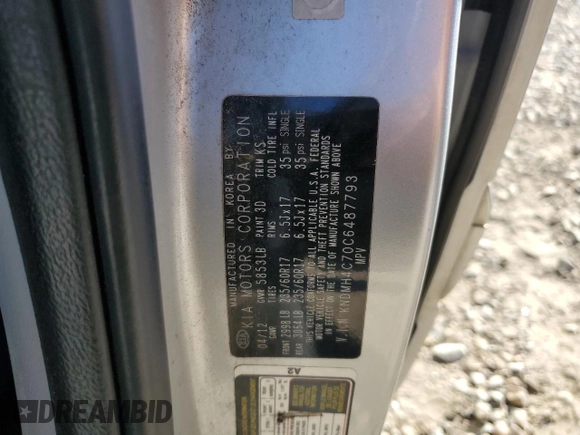 MANUFACTURED IN KOREA BY
KIA MOTORS CORPORATION
04/12 GVWR 5853LB PAINT 3D TRIM KS
GAWR TIRES RIMS COLD TIRE INFL
FRONT 2998LB 235/60R17 6.5Jx17 35 psi SINGLE
REAR 3064LB 235/60R17 6.5Jx17 35 psi SINGLE
THIS VEHICLE CONFORMS TO ALL APPLICABLE U.S.A. FEDERAL
MOTOR VEHICLE SAFETY AND THEFT PREVENTION STANDARDS
IN EFFECT ON THE DATE OF MANUFACTURE SHOWN ABOVE
V.I.N KNDMH4C70C6487793
MPV
A2
DREAMBID